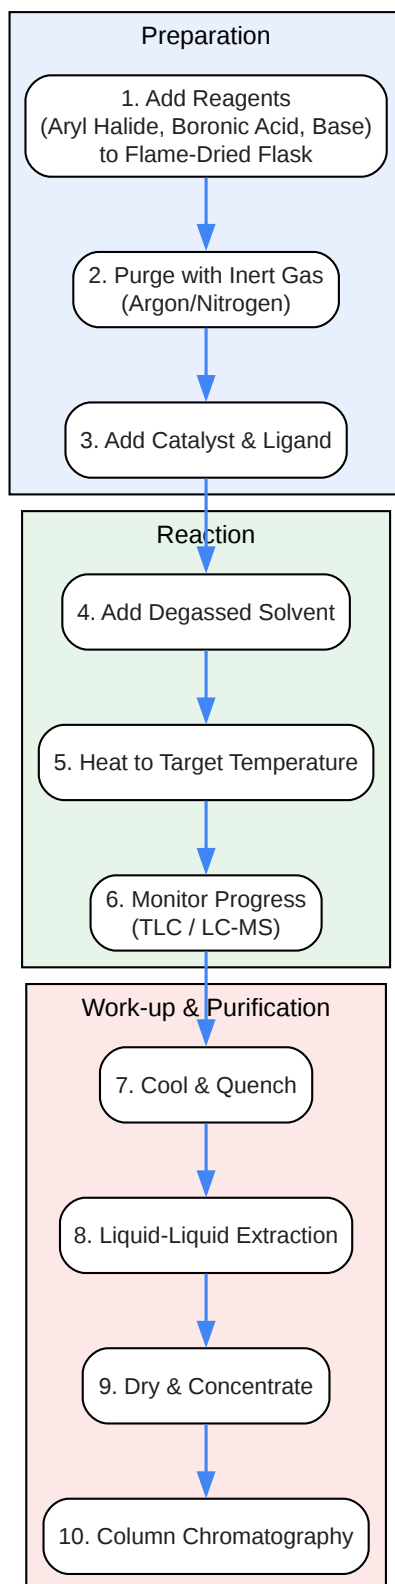 Preparation
1. Add Reagents
(Aryl Halide, Boronic Acid, Base)
to Flame-Dried Flask
2. Purge with Inert Gas
(Argon/Nitrogen)
3. Add Catalyst & Ligand
Reaction
4. Add Degassed Solvent
5. Heat to Target Temperature
6. Monitor Progress
(TLC / LC-MS)
Work-up & Purification
7. Cool & Quench
8. Liquid-Liquid Extraction
9. Dry & Concentrate
10. Column Chromatography